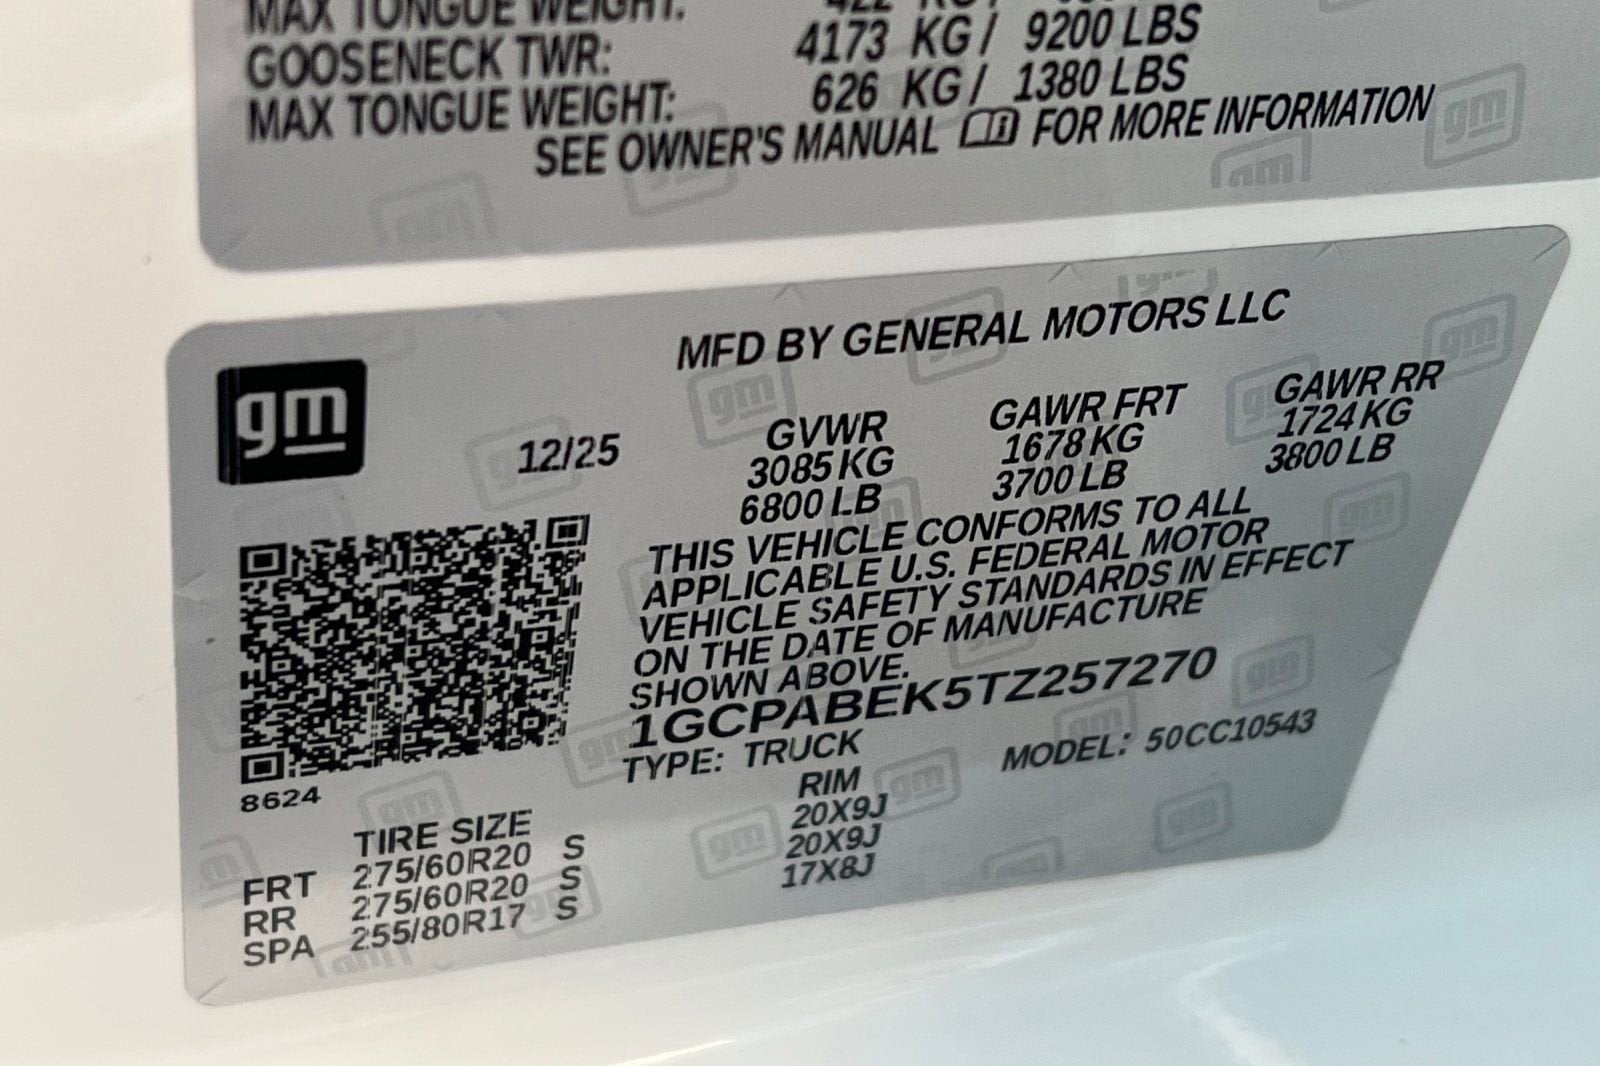 MAX TONGUE WEIGHT:
GOOSENECK TWR: 4173 KG / 9200 LBS
MAX TONGUE WEIGHT: 626 KG / 1380 LBS
SEE OWNER'S MANUAL FOR MORE INFORMATION
gm
MFD BY GENERAL MOTORS LLC
12/25 GVWR GAWR FRT GAWR RR
3085 KG 1678 KG 1724 KG
6800 LB 3700 LB 3800 LB
THIS VEHICLE CONFORMS TO ALL
APPLICABLE U.S. FEDERAL MOTOR
VEHICLE SAFETY STANDARDS IN EFFECT
ON THE DATE OF MANUFACTURE
SHOWN ABOVE.
1GCPABEK5TZ257270
TYPE: TRUCK MODEL: 50CC10543
8624
TIRE SIZE RIM
FRT 275/60R20 S 20X9J
RR 275/60R20 S 20X9J
SPA 255/80R17 S 17X8J